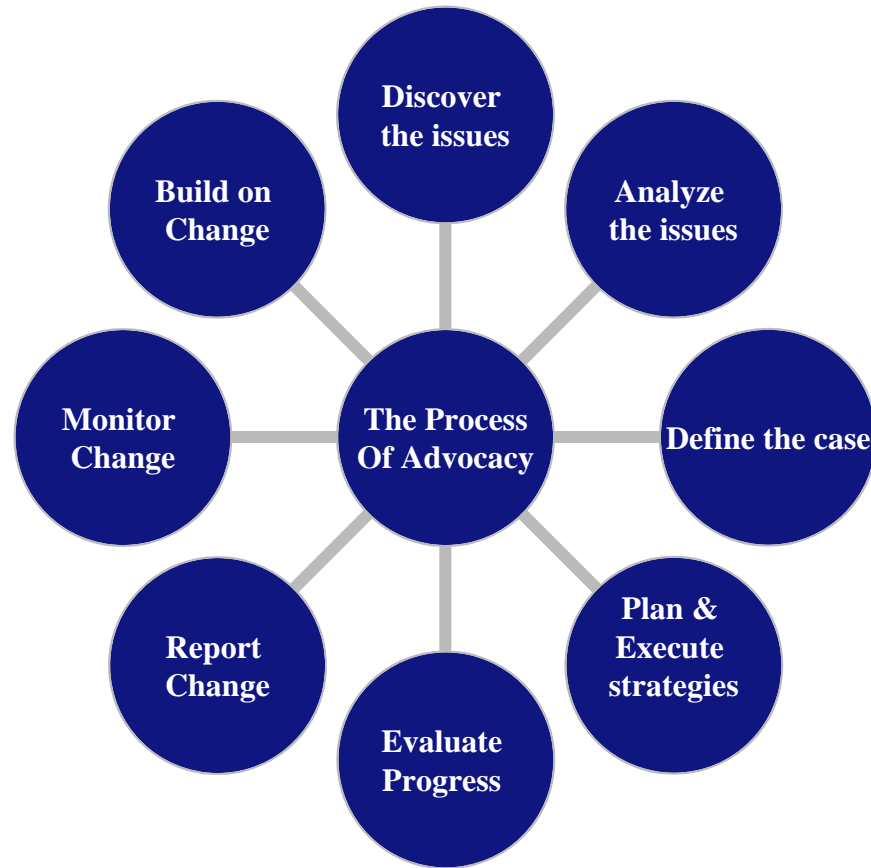 Discover
the issues
Analyze
the issues
Define the case
Plan &
Execute
strategies
Evaluate
Progress
Report
Change
Monitor
Change
Build on
Change
The Process
Of Advocacy